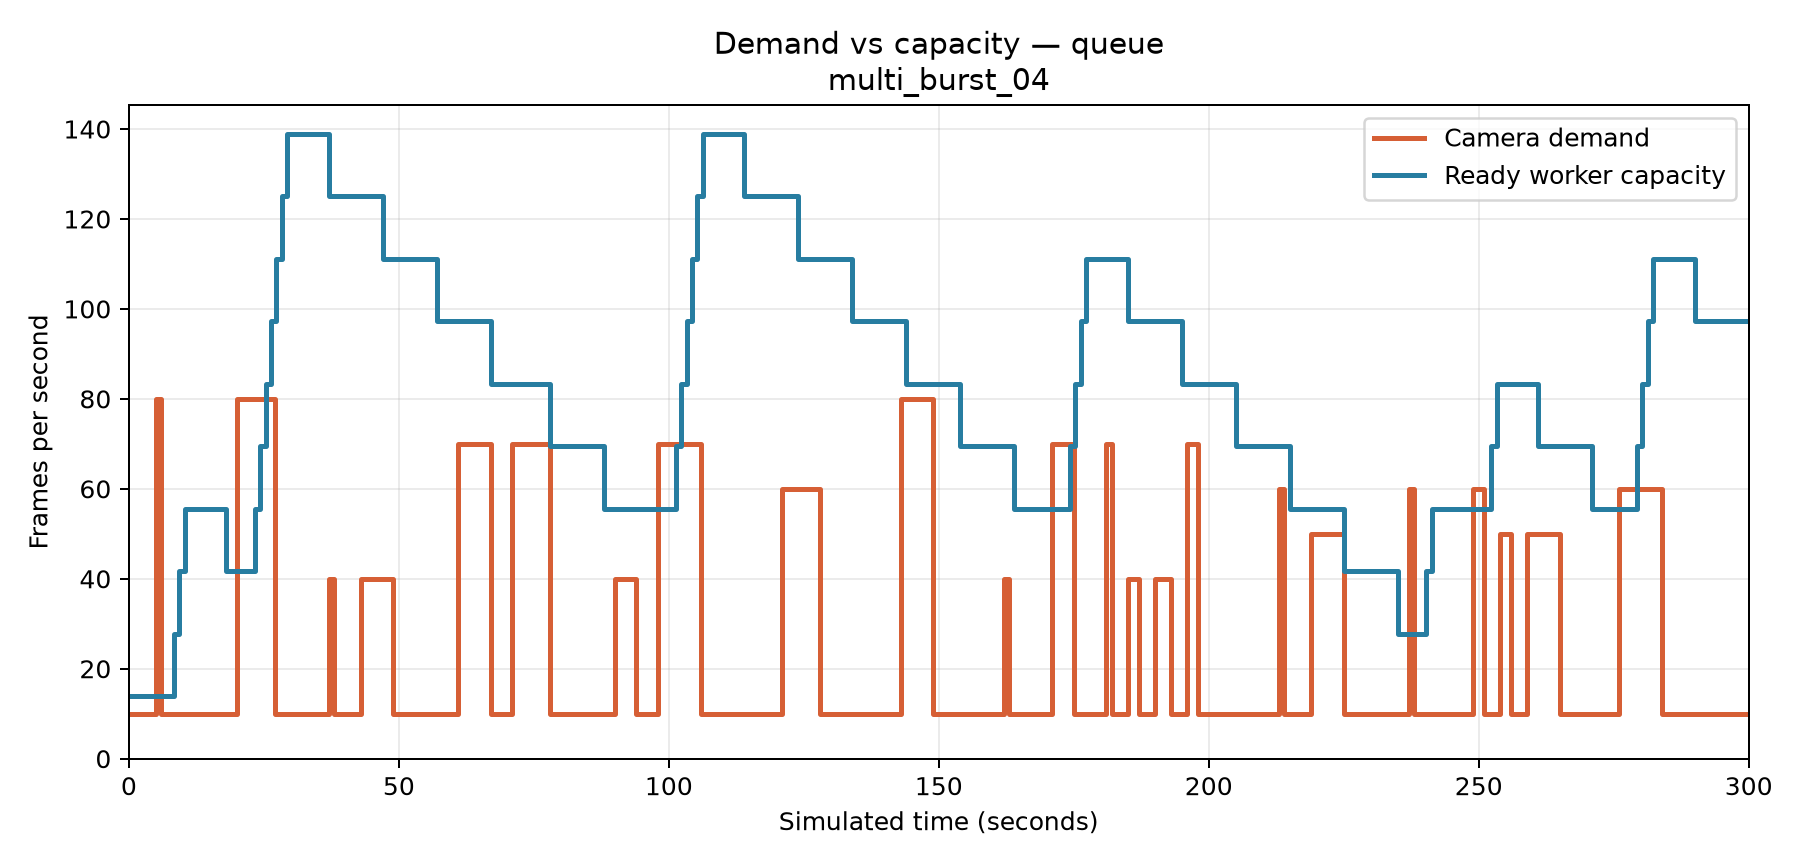 Demand vs capacity — queue
multi_burst_04
Camera demand
Ready worker capacity
Frames per second
140
120
100
80
60
40
20
0
0 50 100 150 200 250 300
Simulated time (seconds)